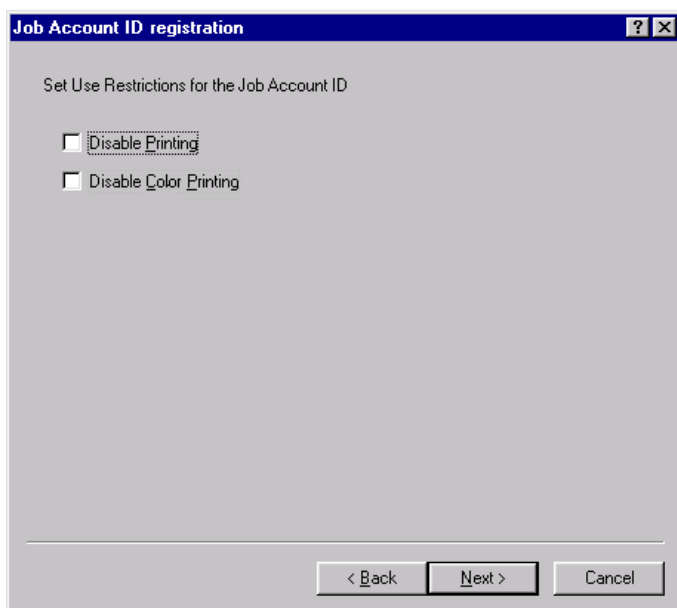 Job Account ID registration
Set Use Restrictions for the Job Account ID
Disable Printing
Disable Color Printing
< Back Next > Cancel